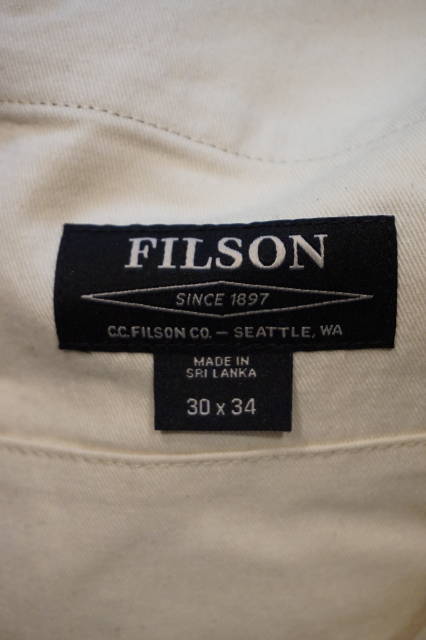 FILSON
SINCE 1897
C.C.FILSON CO. — SEATTLE, WA
MADE IN
SRI LANKA
30 x 34